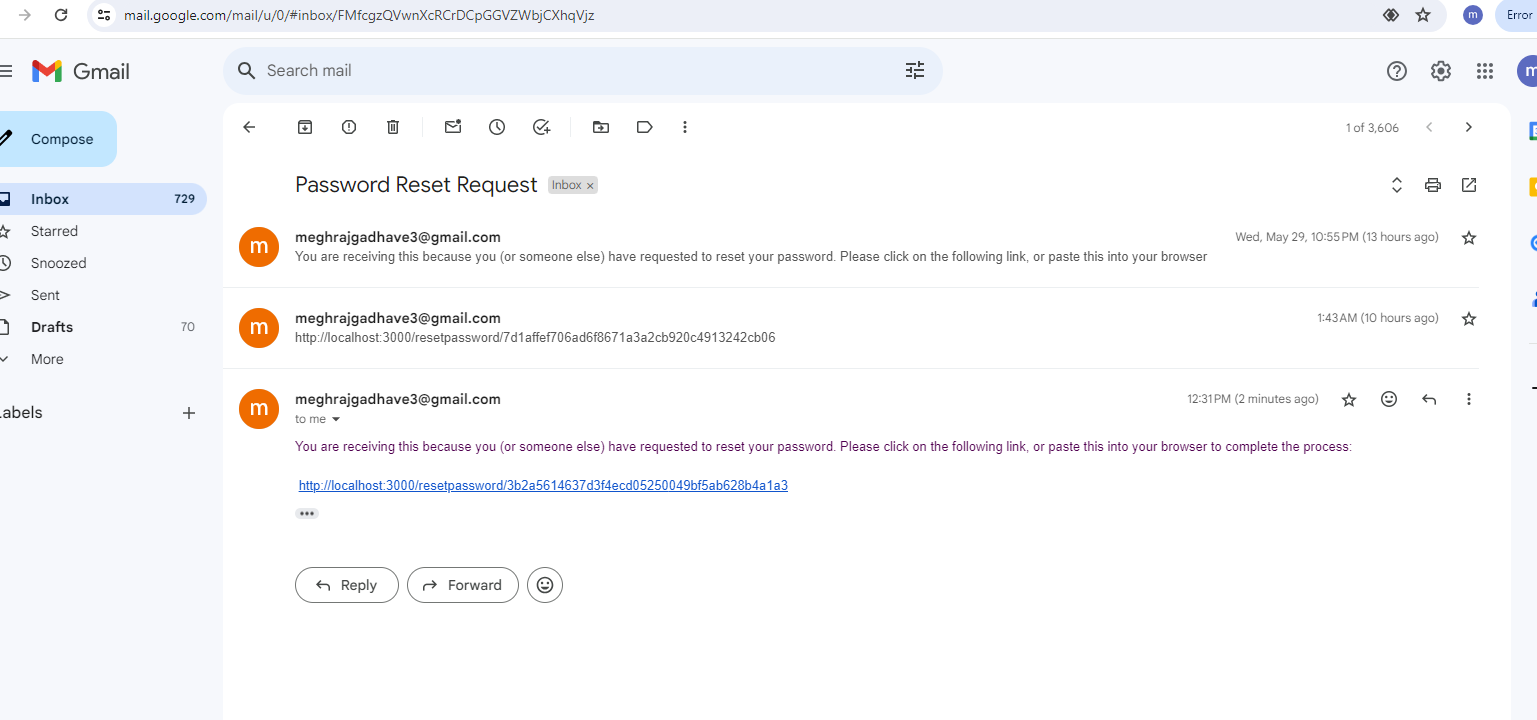 mail.google.com/mail/u/0/#inbox/FMfcgzQVwnXcRCrDCpGGVZWbjCXhqVjz
m
Error
Gmail
Search mail
m
Compose
1 of 3,606
Password Reset Request Inbox ×
Inbox 729
Starred
Snoozed
Sent
Drafts 70
More
Labels +
m
meghrajgadhave3@gmail.com Wed, May 29, 10:55 PM (13 hours ago)
You are receiving this because you (or someone else) have requested to reset your password. Please click on the following link, or paste this into your browser
m
meghrajgadhave3@gmail.com 1:43 AM (10 hours ago)
http://localhost:3000/resetpassword/7d1affef706ad6f8671a3a2cb920c4913242cb06
m
meghrajgadhave3@gmail.com 12:31 PM (2 minutes ago)
to me
You are receiving this because you (or someone else) have requested to reset your password. Please click on the following link, or paste this into your browser to complete the process:
http://localhost:3000/resetpassword/3b2a5614637d3f4ecd05250049bf5ab628b4a1a3
Reply
Forward